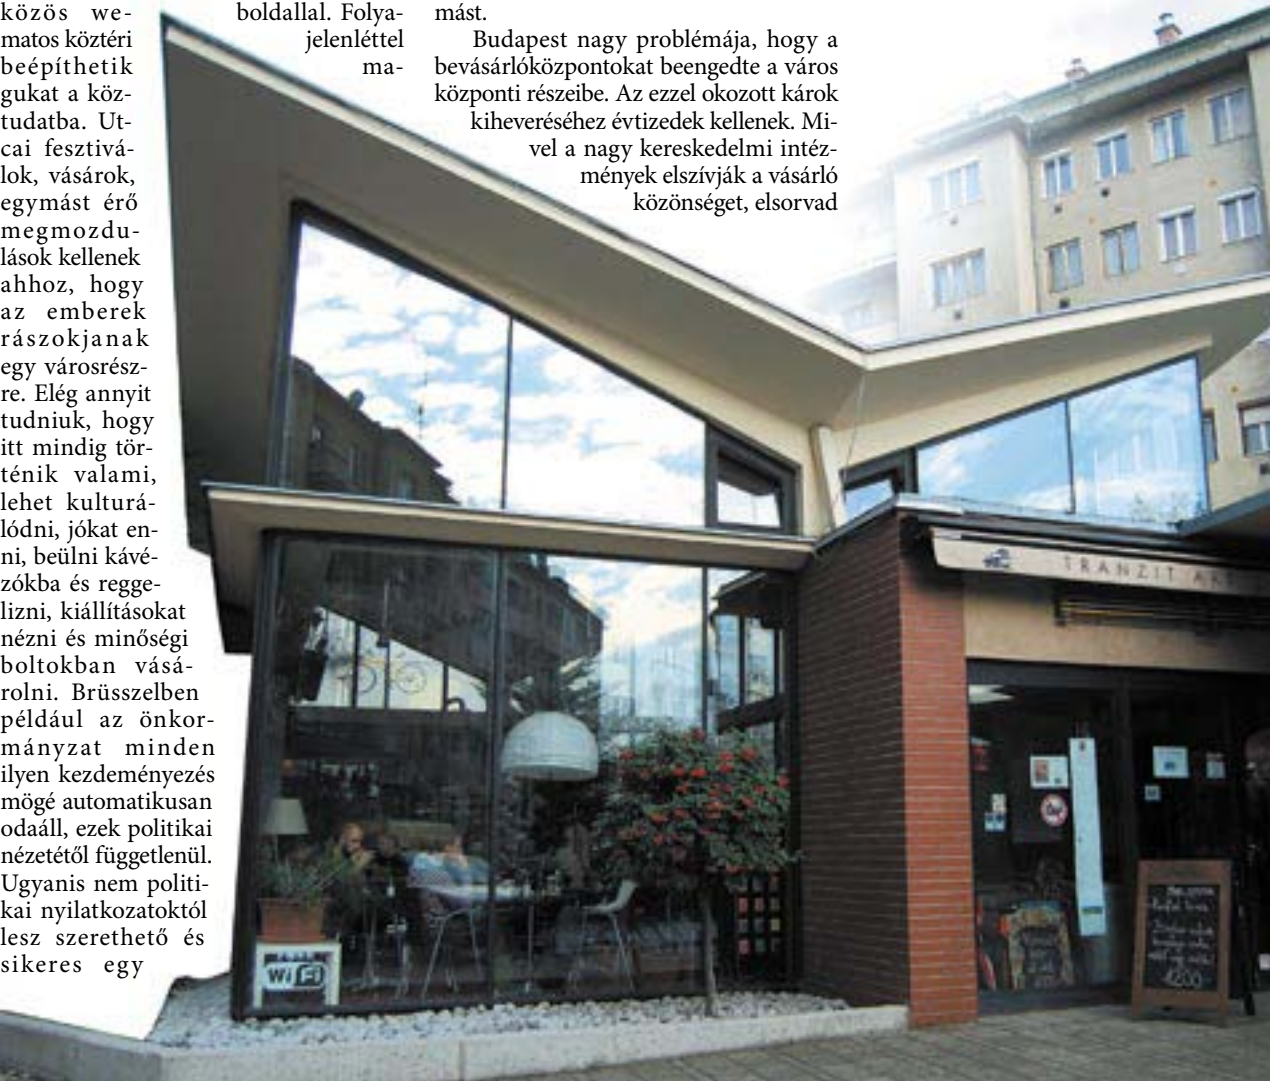 közös we-
matos köztéri
beépíthetik
gukat a köz-
tudatba. Ut-
cai fesztivá-
lok, vásárok,
egymást érő
megmozdu-
lások kellenek
ahhoz, hogy
az emberek
rászokjanak
egy városrész-
re. Elég annyit
tudniuk, hogy
itt mindig tör-
ténik valami,
lehet kulturá-
lódni, jókat en-
ni, beülni kávé-
zókba és regge-
lizni, kiállításokat
nézni és minőségi
boltokban vásá-
rolni. Brüsszelben
például az önkor-
mányzat minden
ilyen kezdeményezés
mögé automatikusan
odaáll, ezek politikai
nézetétől függetlenül.
Ugyanis nem politi-
kai nyilatkozatoktól
lesz szerethető és
sikeres egy
boldallal. Folya-
jelenléttel
ma-
mást.
Budapest nagy problémája, hogy a
bevásárlóközpontokat beengedte a város
központi részeibe. Az ezzel okozott károk
kiheveréséhez évtizedek kellenek. Mi-
vel a nagy kereskedelmi intéz-
mények elszívják a vásárló
közönséget, elsorvad
TRANZIT ART
WiFi
1200